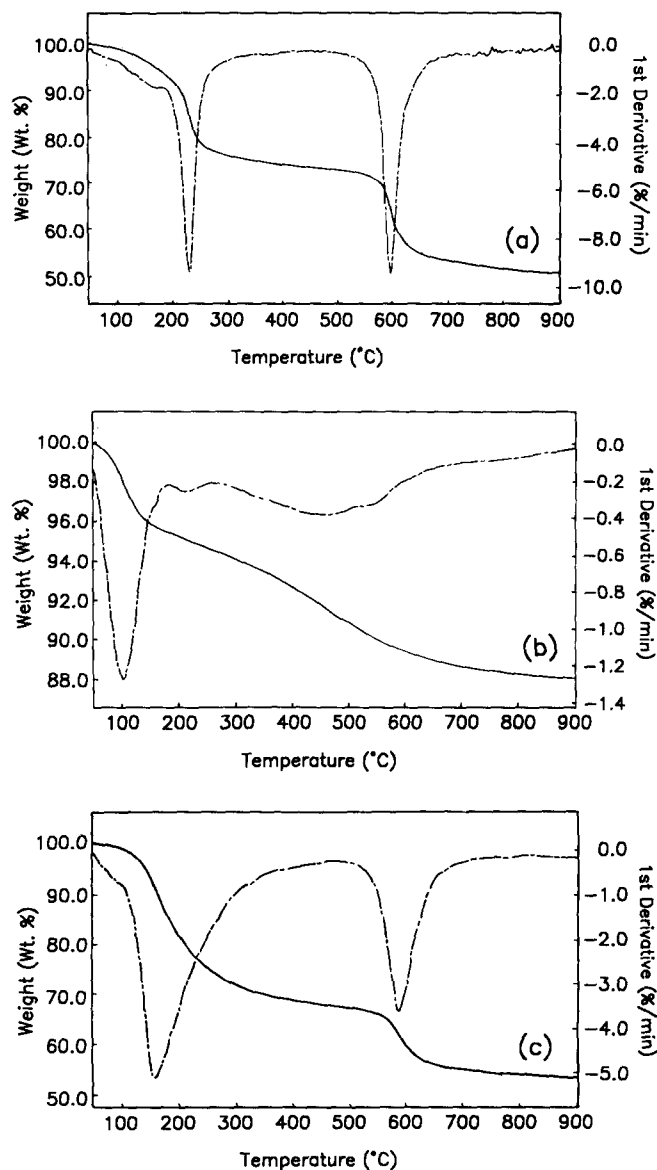 100.0
90.0
80.0
70.0
60.0
50.0
Weight (Wt. %)
0.0
−2.0
−4.0
−6.0
−8.0
−10.0
1st Derivative (%/min)
(a)
100 200 300 400 500 600 700 800 900
Temperature (°C)
100.0
98.0
96.0
94.0
92.0
90.0
88.0
Weight (Wt. %)
0.0
−0.2
−0.4
−0.6
−0.8
−1.0
−1.2
−1.4
1st Derivative (%/min)
(b)
100 200 300 400 500 600 700 800 900
Temperature (°C)
100.0
90.0
80.0
70.0
60.0
50.0
Weight (Wt. %)
0.0
−1.0
−2.0
−3.0
−4.0
−5.0
1st Derivative (%/min)
(c)
100 200 300 400 500 600 700 800 900
Temperature (°C)